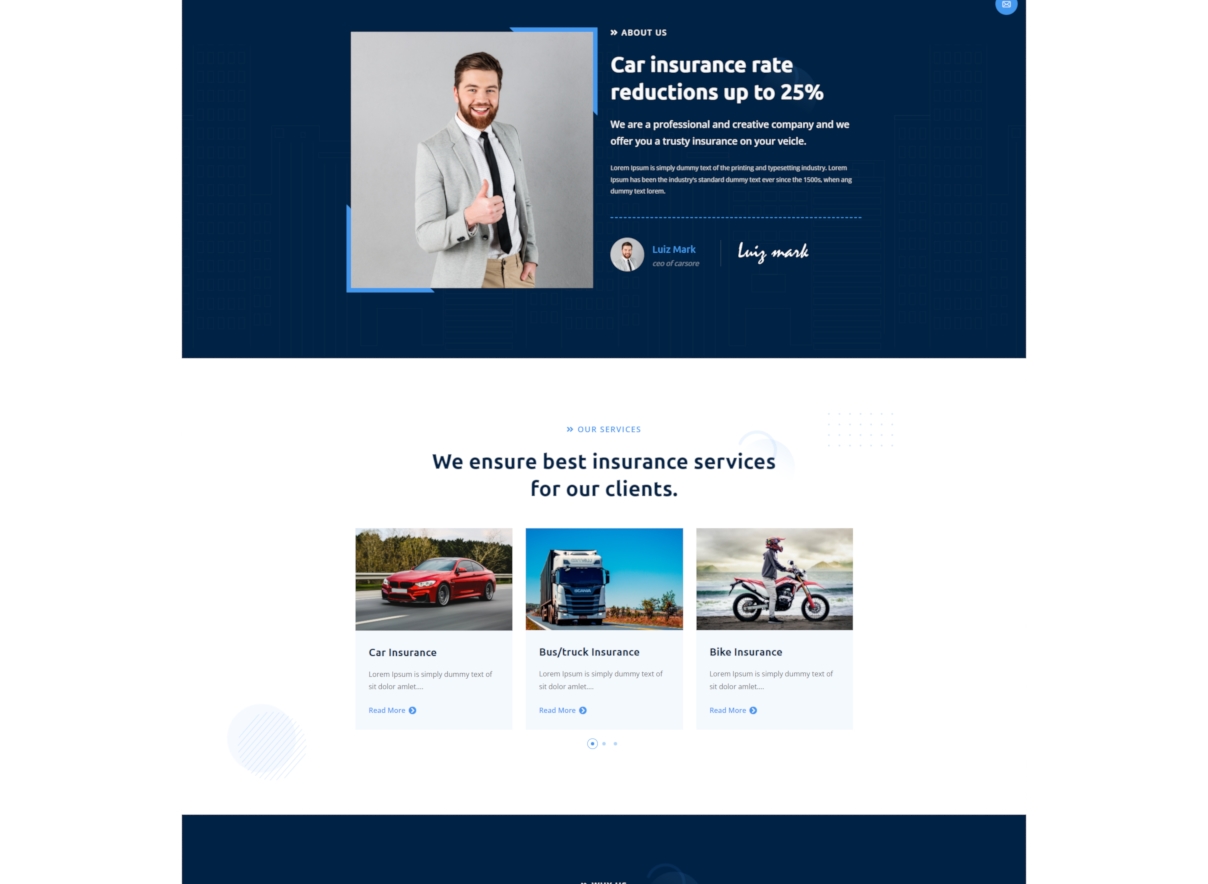 ABOUT US
Car insurance rate
reductions up to 25%
We are a professional and creative company and we
offer you a trusty insurance on your veicle.
Lorem Ipsum is simply dummy text of the printing and typesetting industry. Lorem
Ipsum has been the industry's standard dummy text ever since the 1500s, when ang
dummy text lorem.
Luiz Mark
ceo of carsore
Luiz mark
OUR SERVICES
We ensure best insurance services
for our clients.
SCANIA
Car Insurance
Lorem Ipsum is simply dummy text of
sit dolor amlet....
Read More
Bus/truck Insurance
Lorem Ipsum is simply dummy text of
sit dolor amlet....
Read More
Bike Insurance
Lorem Ipsum is simply dummy text of
sit dolor amlet....
Read More
WHY US